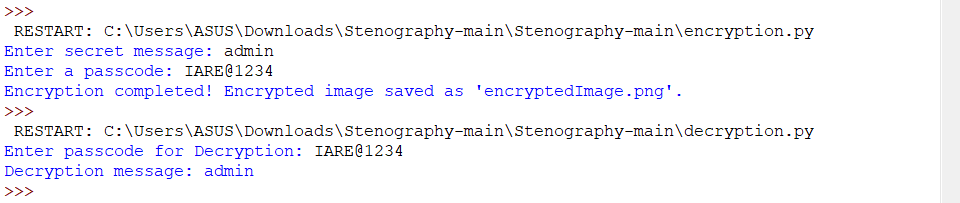 >>>
RESTART: C:\Users\ASUS\Downloads\Stenography-main\Stenography-main\encryption.py
Enter secret message: admin
Enter a passcode: IARE@1234
Encryption completed! Encrypted image saved as 'encryptedImage.png'.
>>>
RESTART: C:\Users\ASUS\Downloads\Stenography-main\Stenography-main\decryption.py
Enter passcode for Decryption: IARE@1234
Decryption message: admin
>>>